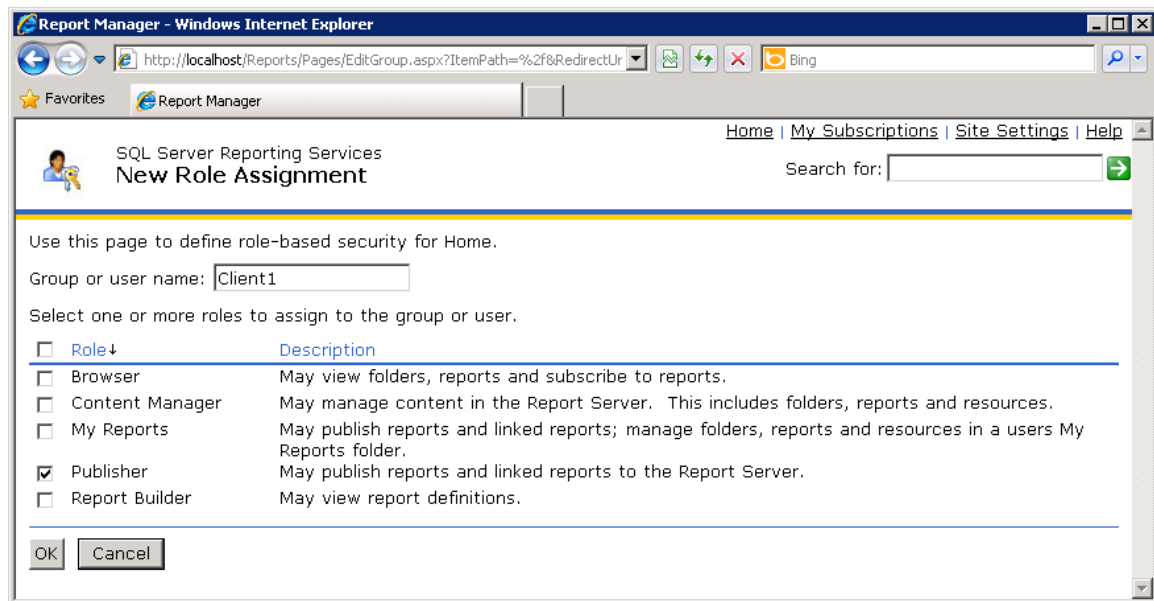 Report Manager - Windows Internet Explorer
http://localhost/Reports/Pages/EditGroup.aspx?ItemPath=%2f&RedirectUr
Bing
Favorites
Report Manager
Home | My Subscriptions | Site Settings | Help
SQL Server Reporting Services
New Role Assignment
Search for:
Use this page to define role-based security for Home.
Group or user name: Client1
Select one or more roles to assign to the group or user.
Role↓ Description
Browser May view folders, reports and subscribe to reports.
Content Manager May manage content in the Report Server. This includes folders, reports and resources.
My Reports May publish reports and linked reports; manage folders, reports and resources in a users My
Reports folder.
Publisher May publish reports and linked reports to the Report Server.
Report Builder May view report definitions.
OK Cancel